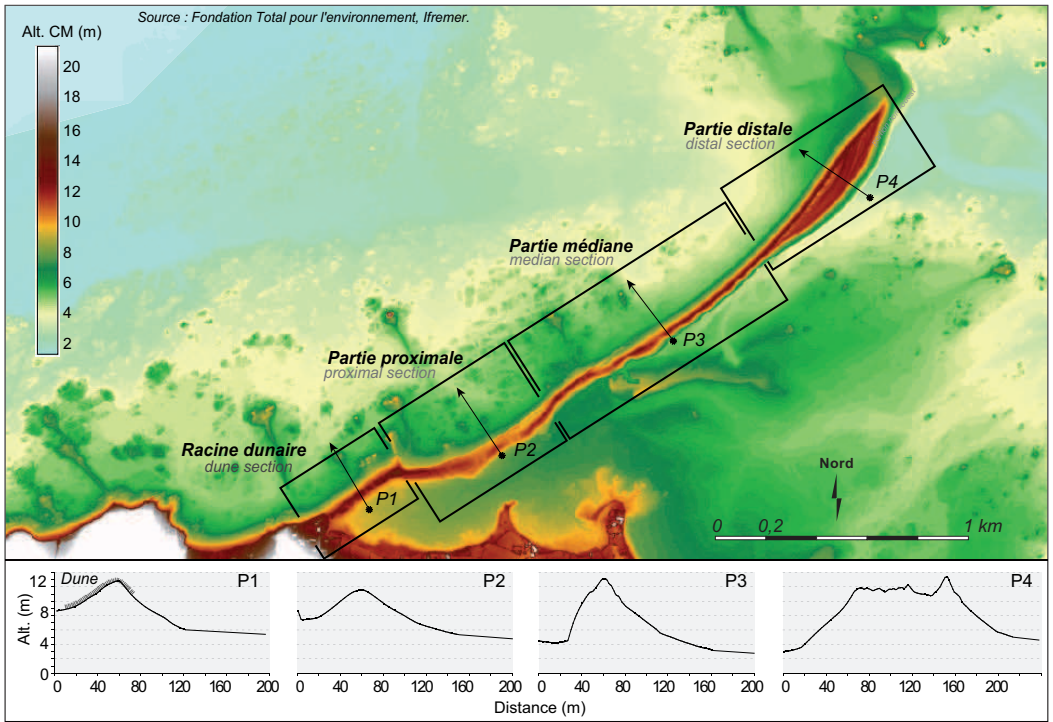 Source : Fondation Total pour l'environnement, Ifremer.
Alt. CM (m)
20
18
16
14
12
10
8
6
4
2
Partie distale
distal section
P4
Partie médiane
median section
P3
Partie proximale
proximal section
P2
Racine dunaire
dune section
P1
Nord
0 0,2 1 km
Alt. (m)
12
8
4
0
Dune
P1
0 40 80 120 160 200
P2
0 40 80 120 160 200
P3
0 40 80 120 160 200
P4
0 40 80 120 160 200
Distance (m)